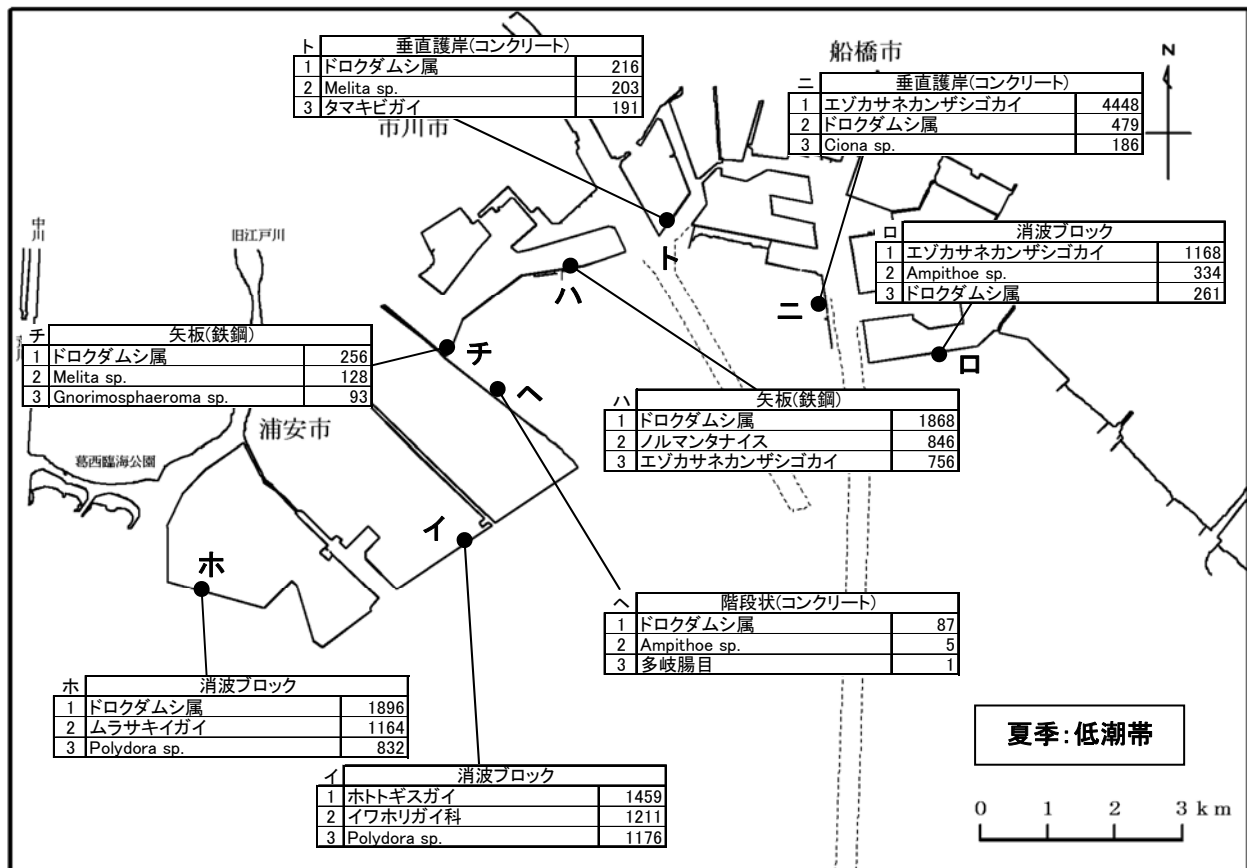 ト 垂直護岸(コンクリート)
1 ドロクダムシ属 216
2 Melita sp. 203
3 タマキビガイ 191
市川市
船橋市
N
ニ 垂直護岸(コンクリート)
1 エゾカサネカンザシゴカイ 4448
2 ドロクダムシ属 479
3 Ciona sp. 186
中川
旧江戸川
ロ 消波ブロック
1 エゾカサネカンザシゴカイ 1168
2 Ampithoe sp. 334
3 ドロクダムシ属 261
ト
ハ
ニ
ロ
チ 矢板(鉄鋼)
1 ドロクダムシ属 256
2 Melita sp. 128
3 Gnorimosphaeroma sp. 93
チ
ヘ
ハ 矢板(鉄鋼)
1 ドロクダムシ属 1868
2 ノルマンタナイス 846
3 エゾカサネカンザシゴカイ 756
浦安市
葛西臨海公園
イ
ホ
ヘ 階段状(コンクリート)
1 ドロクダムシ属 87
2 Ampithoe sp. 5
3 多岐腸目 1
ホ 消波ブロック
1 ドロクダムシ属 1896
2 ムラサキイガイ 1164
3 Polydora sp. 832
夏季:低潮帯
イ 消波ブロック
1 ホトトギスガイ 1459
2 イワホリガイ科 1211
3 Polydora sp. 1176
0 1 2 3 km